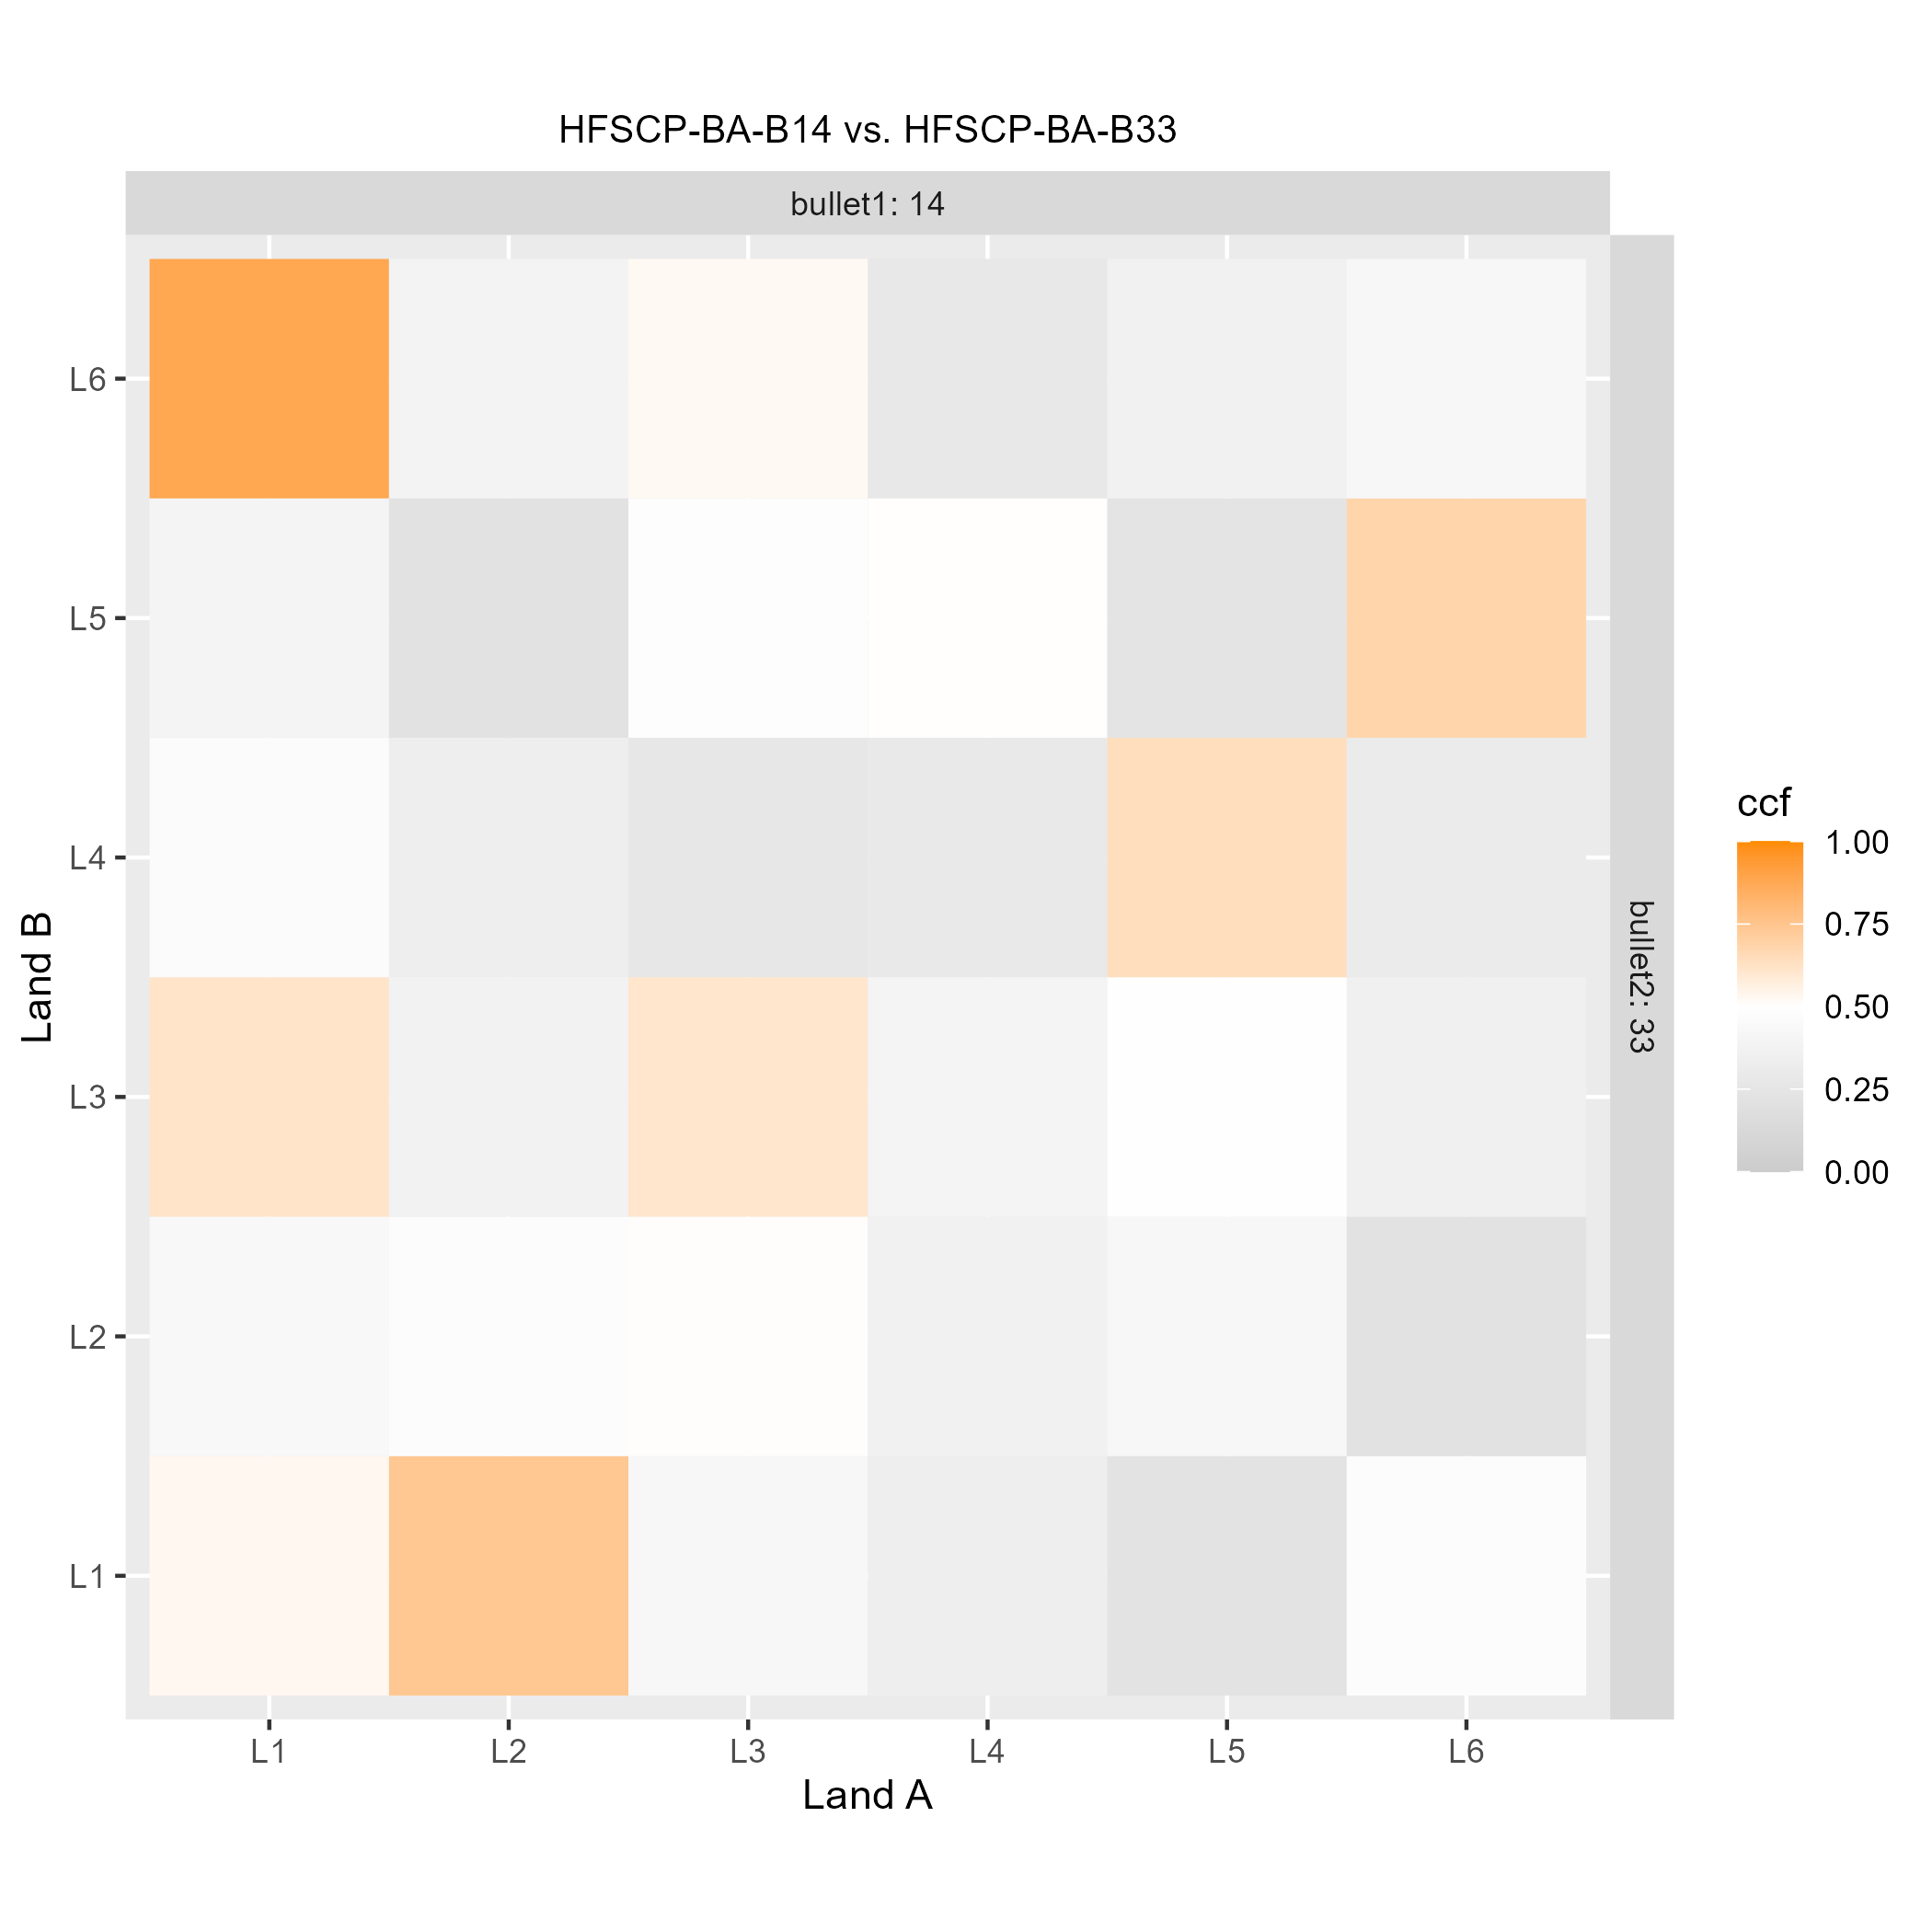 HFSCP-BA-B14 vs. HFSCP-BA-B33
bullet1: 14
L6
L5
L4
L3
L2
L1
Land B
L1 L2 L3 L4 L5 L6
Land A
bullet2: 33
ccf
1.00
0.75
0.50
0.25
0.00